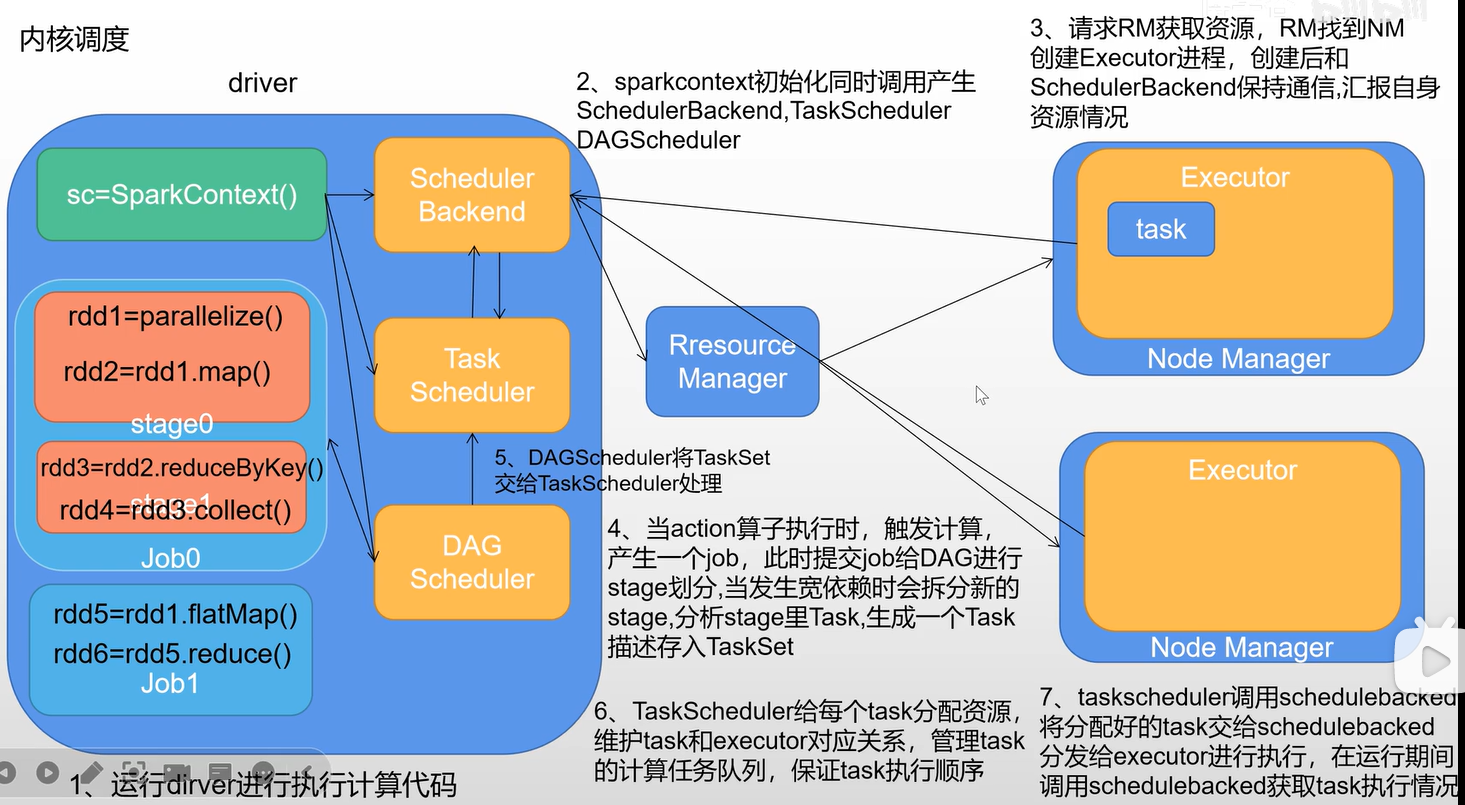 内核调度
driver
2、sparkcontext初始化同时调用产生
SchedulerBackend,TaskScheduler
DAGScheduler
3、请求RM获取资源，RM找到NM
创建Executor进程，创建后和
SchedulerBackend保持通信,汇报自身
资源情况
sc=SparkContext()
Scheduler
Backend
rdd1=parallelize()
rdd2=rdd1.map()
stage0
rdd3=rdd2.reduceByKey()
stage1
rdd4=rdd3.collect()
Job0
rdd5=rdd1.flatMap()
rdd6=rdd5.reduce()
Job1
Task
Scheduler
DAG
Scheduler
Rresource
Manager
Executor
task
Node Manager
Executor
Node Manager
5、DAGScheduler将TaskSet
交给TaskScheduler处理
4、当action算子执行时，触发计算，
产生一个job，此时提交job给DAG进行
stage划分,当发生宽依赖时会拆分新的
stage,分析stage里Task,生成一个Task
描述存入TaskSet
6、TaskScheduler给每个task分配资源，
维护task和executor对应关系，管理task
的计算任务队列，保证task执行顺序
7、taskscheduler调用schedulebacked
将分配好的task交给schedulebacked
分发给executor进行执行，在运行期间
调用schedulebacked获取task执行情况
1、运行dirver进行执行计算代码